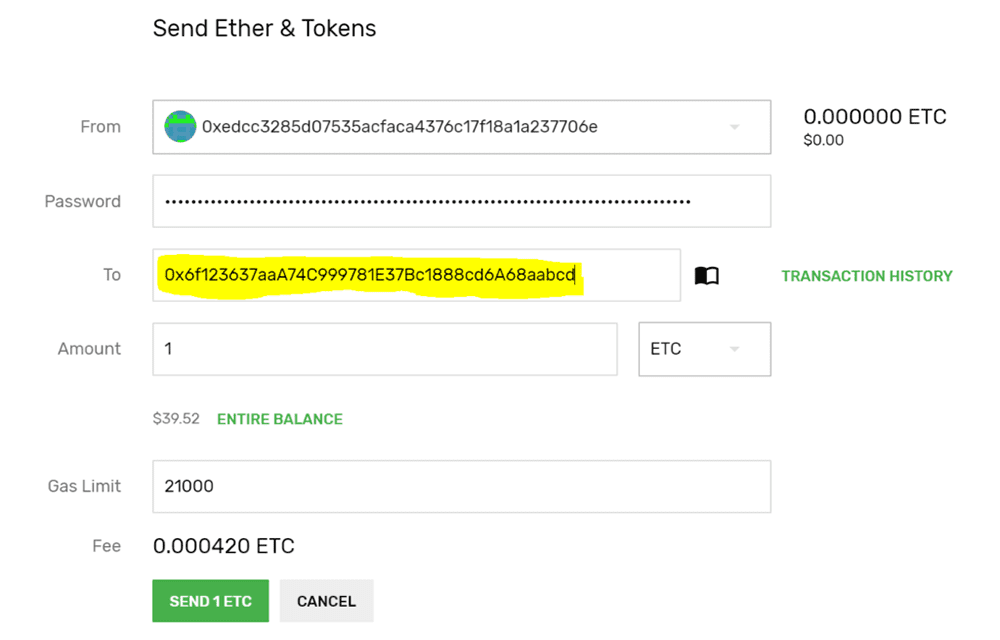 Send Ether & Tokens
From
0xedcc3285d07535acfaca4376c17f18a1a237706e
0.000000 ETC
$0.00
Password
To
0x6f123637aaA74C999781E37Bc1888cd6A68aabcd
TRANSACTION HISTORY
Amount
1
ETC
$39.52 ENTIRE BALANCE
Gas Limit
21000
Fee
0.000420 ETC
SEND 1 ETC
CANCEL